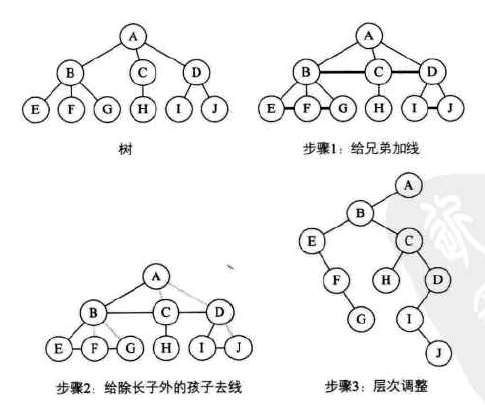 A
B C D
E F G H I J
树
A
B C D
E F G H I J
步骤1：给兄弟加线
A
B C D
E F G H I J
步骤2：给除长子外的孩子去线
A
B
E C
F H D
G I
J
步骤3：层次调整